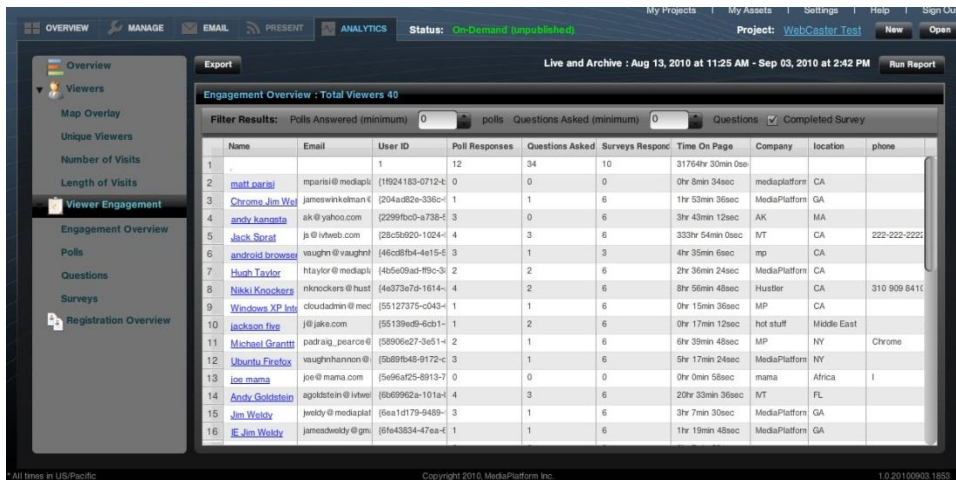 My Projects | My Assets | Settings | Help | Sign Ou
OVERVIEW MANAGE EMAIL PRESENT ANALYTICS Status: On-Demand (unpublished) Project: WebCaster Test New Open
Overview
Viewers
Map Overlay
Unique Viewers
Number of Visits
Length of Visits
Viewer Engagement
Engagement Overview
Polls
Questions
Surveys
Registration Overview
Export Live and Archive : Aug 13, 2010 at 11:25 AM - Sep 03, 2010 at 2:42 PM Run Report
Engagement Overview : Total Viewers 40
Filter Results: Polls Answered (minimum) 0 polls Questions Asked (minimum) 0 Questions Completed Survey
Name Email User ID Poll Responses Questions Asked Surveys Respond Time On Page Company location phone
1 1 12 34 10 31764hr 30min 0se
2 matt parisi mparisi@mediapl {1f924183-0712-b 0 0 0 0hr 8min 34sec mediaplatform CA
3 Chrome Jim Wel jameswinkelman {204ad82e-336c- 1 1 6 1hr 53min 36sec MediaPlatform GA
4 andy kangsta ak@yahoo.com {2299fbc0-a738- 3 0 6 3hr 43min 12sec AK MA
5 Jack Sprat js@ivtweb.com {28c5b920-1024- 4 3 6 333hr 54min 0sec IVT CA 222-222-2222
6 android browser vaughn@vaughnh {46cd8fb4-4e15- 3 1 3 4hr 35min 6sec mp CA
7 Hugh Taylor htaylor@mediapl {4b5e09ad-ff9c- 2 2 6 2hr 36min 24sec MediaPlatform CA
8 Nikki Knockers nknockers@hust {4e373e7d-1614- 4 2 6 8hr 56min 48sec Hustler CA 310 909 841
9 Windows XP Int cloudadmin@med {55127375-c043- 1 1 6 0hr 15min 36sec MP CA
10 jackson five j@jake.com {55139ed9-6cb1- 1 2 6 0hr 17min 12sec hot stuff Middle East
11 Michael Granttt padraig_pearce@ {58906e27-3e51- 2 1 6 6hr 39min 48sec MP NY Chrome
12 Ubuntu Firefox vaughnhannon@ {5b89fb48-9172- 3 1 6 5hr 17min 24sec MediaPlatform NY
13 joe mama joe@mama.com {5e96af25-8913- 0 0 0 0hr 0min 58sec mama Africa l
14 Andy Goldstein agoldstein@ivtwe {6b69962a-101a- 4 3 6 20hr 33min 36sec IVT FL
15 Jim Weldy jweldy@mediaplat {6ea1d179-9489- 3 1 6 3hr 7min 30sec MediaPlatform GA
16 IE Jim Weldy jamesdweldy@gm {6fe43834-47ea- 1 1 6 1hr 19min 48sec MediaPlatform GA
* All times in US/Pacific Copyright 2010, MediaPlatform Inc. 1.0.20100903.1853